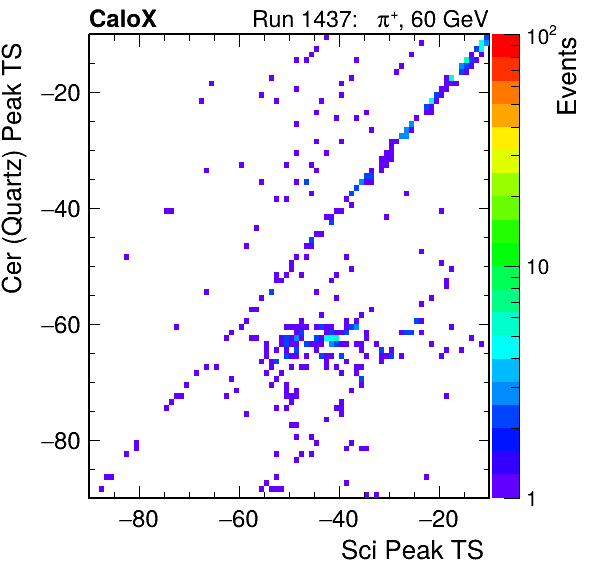 CaloX Run 1437: π⁺, 60 GeV
Cer (Quartz) Peak TS
−20
−40
−60
−80
−80 −60 −40 −20
Sci Peak TS
10²
10
1
Events